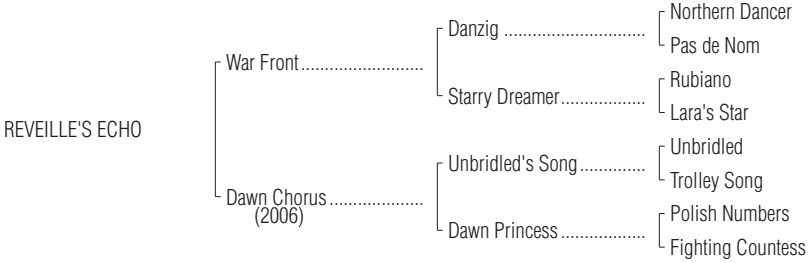 Northern Dancer
Danzig ..............................
Pas de Nom
War Front..........................
Rubiano
Starry Dreamer..................
Lara's Star
REVEILLE'S ECHO
Unbridled
Unbridled's Song ..............
Trolley Song
Dawn Chorus ....................
(2006)
Polish Numbers
Dawn Princess ..................
Fighting Countess